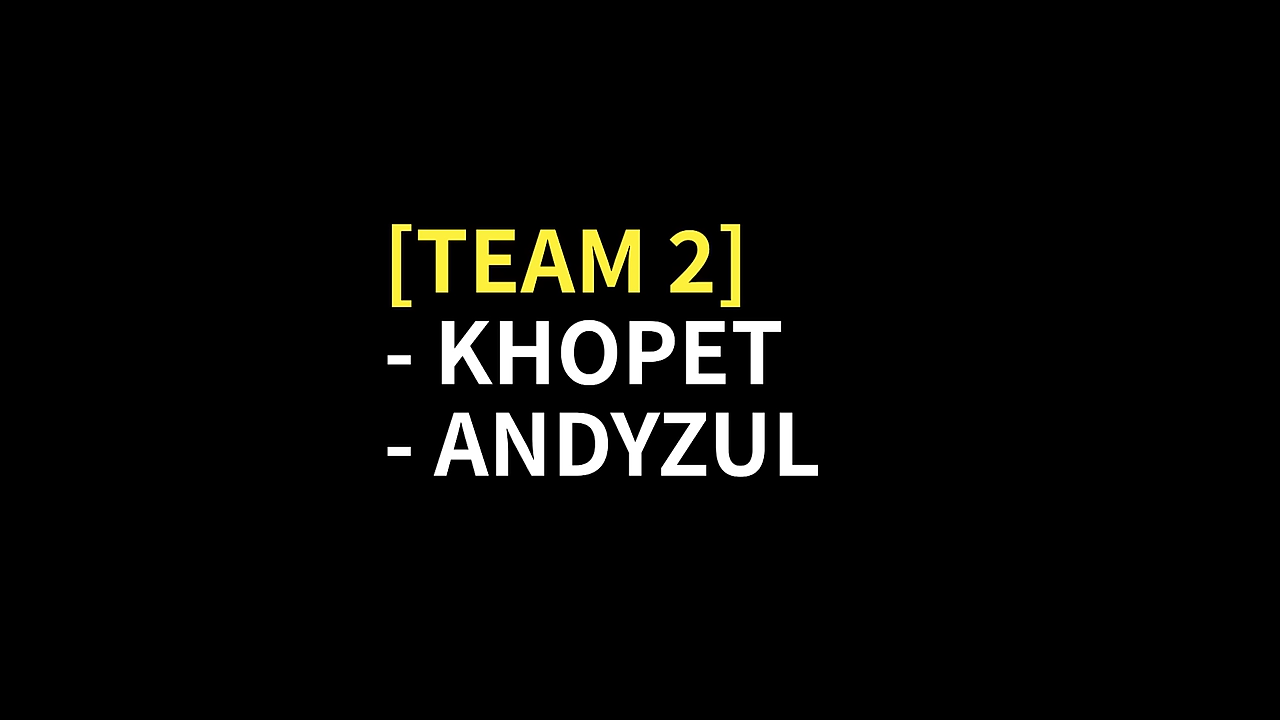 [TEAM 2]
- KHOPET
- ANDYZUL